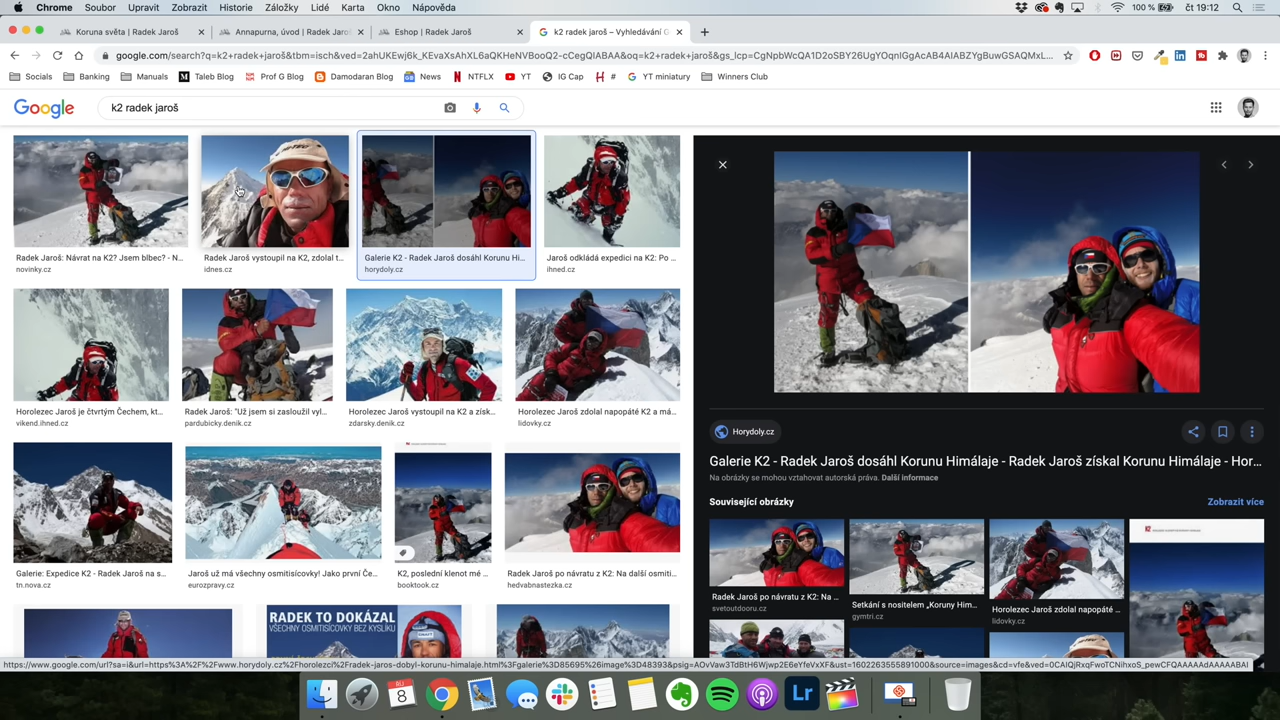 Chrome Soubor Upravit Zobrazit Historie Záložky Lidé Karta Okno Nápověda 100 % čt 19:12
Koruna světa | Radek Jaroš
Annapurna, úvod | Radek Jaroš
Eshop | Radek Jaroš
k2 radek jaroš – Vyhledávání G
Socials Banking Manuals Taleb Blog Prof G Blog Damodaran Blog News NTFLX YT IG Cap # YT miniatury Winners Club
Google
k2 radek jaroš
Radek Jaroš: Návrat na K2? Jsem blbec? - N...
novinky.cz
Radek Jaroš vystoupil na K2, zdolal t...
idnes.cz
Galerie K2 - Radek Jaroš dosáhl Korunu Hi...
horydoly.cz
Jaroš odkládá expedici na K2: Po ...
ihned.cz
Horolezec Jaroš je čtvrtým Čechem, kt...
vikend.ihned.cz
Radek Jaroš: "Už jsem si zasloužil vyl...
pardubicky.denik.cz
Horolezec Jaroš vystoupil na K2 a získ...
zdarsky.denik.cz
Horolezec Jaroš zdolal napopáté K2 a má...
lidovky.cz
Galerie: Expedice K2 - Radek Jaroš na s...
tn.nova.cz
Jaroš už má všechny osmitisícovky! Jako první Če...
eurozpravy.cz
K2, poslední klenot mé ...
booktook.cz
Radek Jaroš po návratu z K2: Na další osmiti...
hedvabnastezka.cz
RADEK TO DOKÁZAL
VŠECHNY OSMITISÍCOVKY BEZ KYSLÍKU
Horydoly.cz
Galerie K2 - Radek Jaroš dosáhl Korunu Himálaje - Radek Jaroš získal Korunu Himálaje - Hor...
Na obrázky se mohou vztahovat autorská práva. Další informace
Související obrázky
Zobrazit více
Radek Jaroš po návratu z K2: Na ...
svetoutdooru.cz
Setkání s nositelem „Koruny Him...
gymtri.cz
Horolezec Jaroš zdolal napopáté ...
lidovky.cz
ŘÍJ
8
Lr